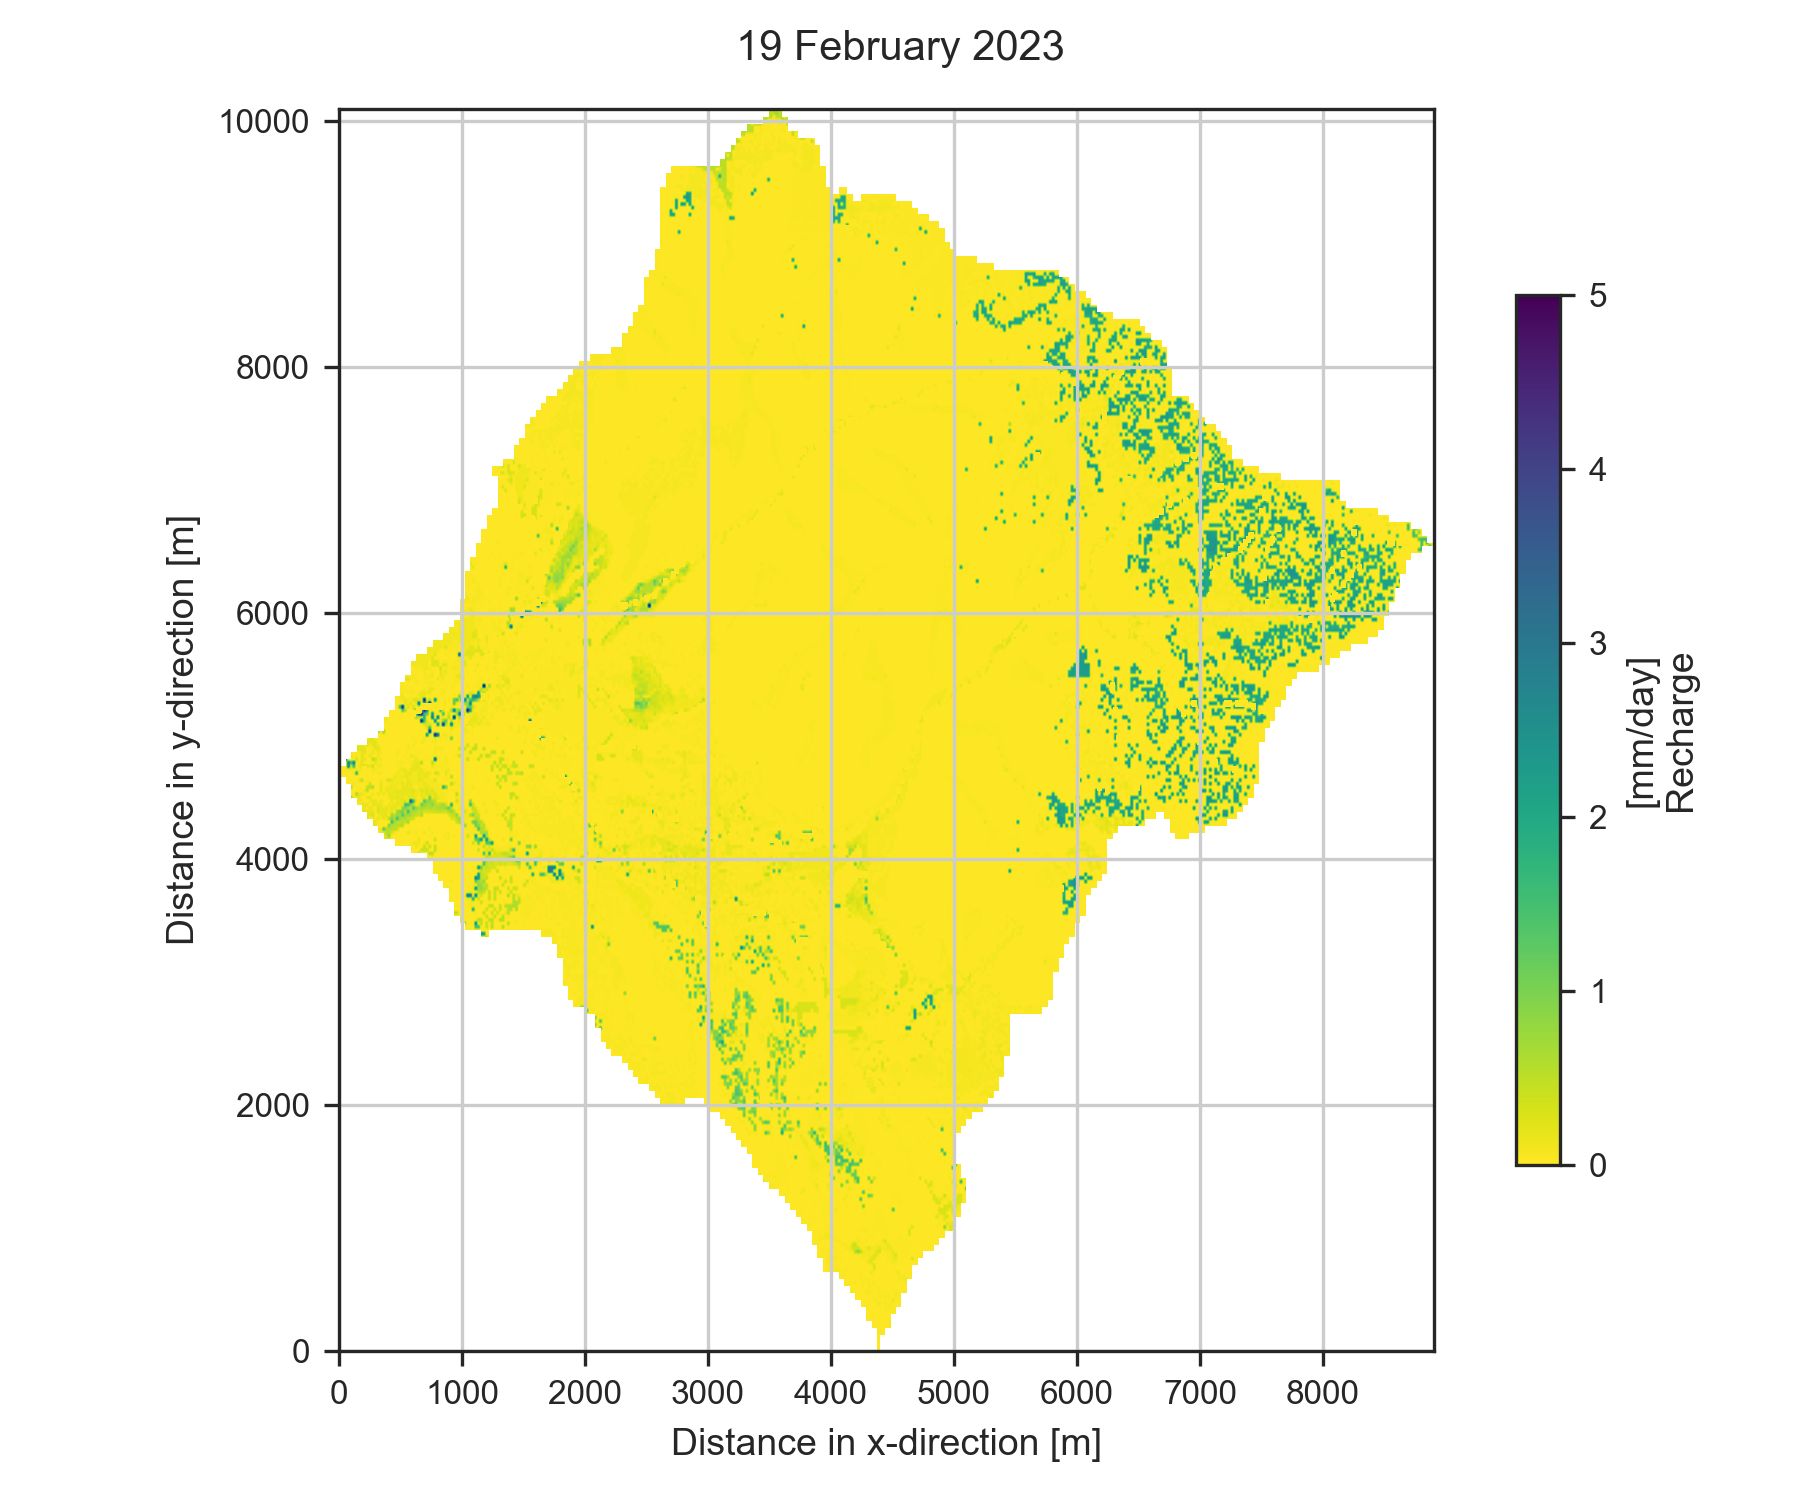 19 February 2023
10000
8000
6000
4000
2000
0
Distance in y-direction [m]
0 1000 2000 3000 4000 5000 6000 7000 8000
Distance in x-direction [m]
5
4
3
2
1
0
[mm/day]
Recharge